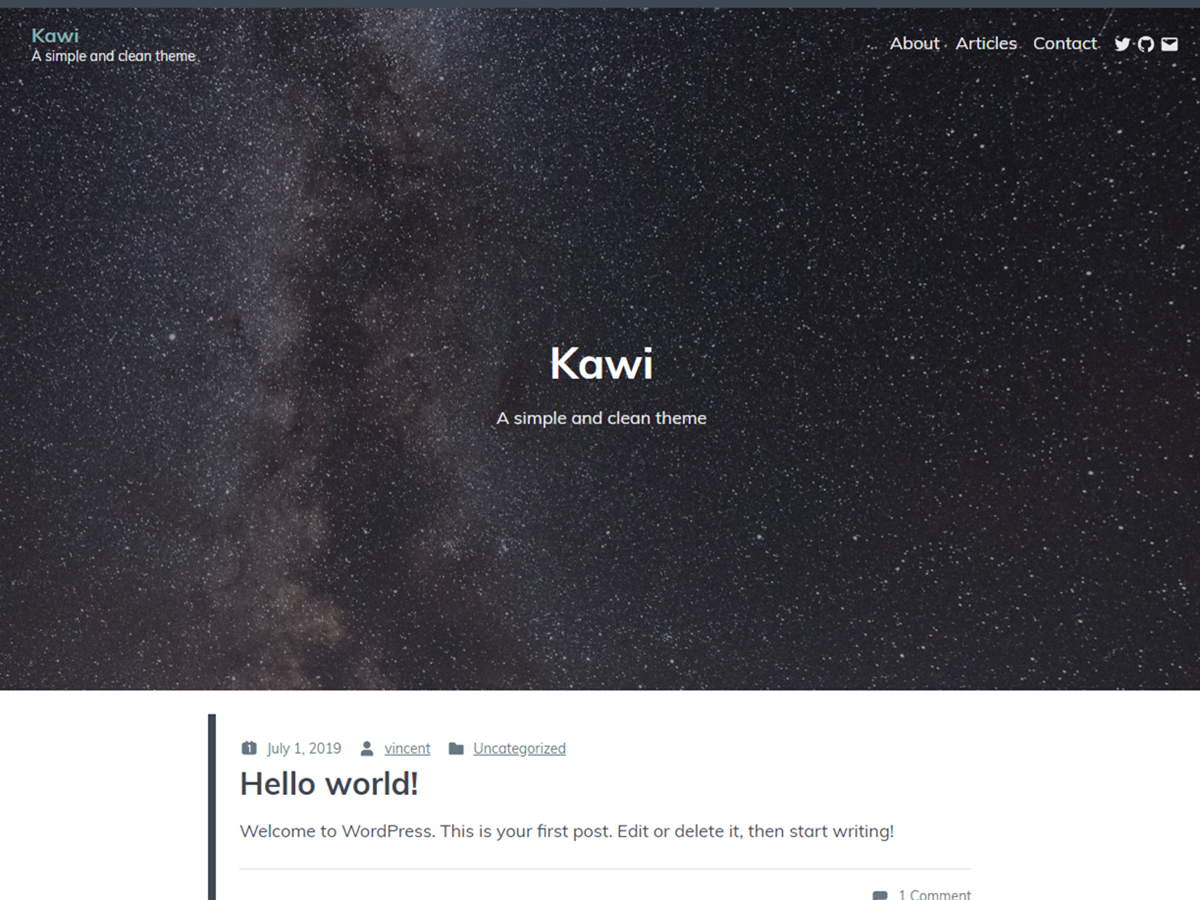 Kawi
A simple and clean theme
About Articles Contact
Kawi
A simple and clean theme
1 July 1, 2019 vincent Uncategorized
Hello world!
Welcome to WordPress. This is your first post. Edit or delete it, then start writing!
1 Comment